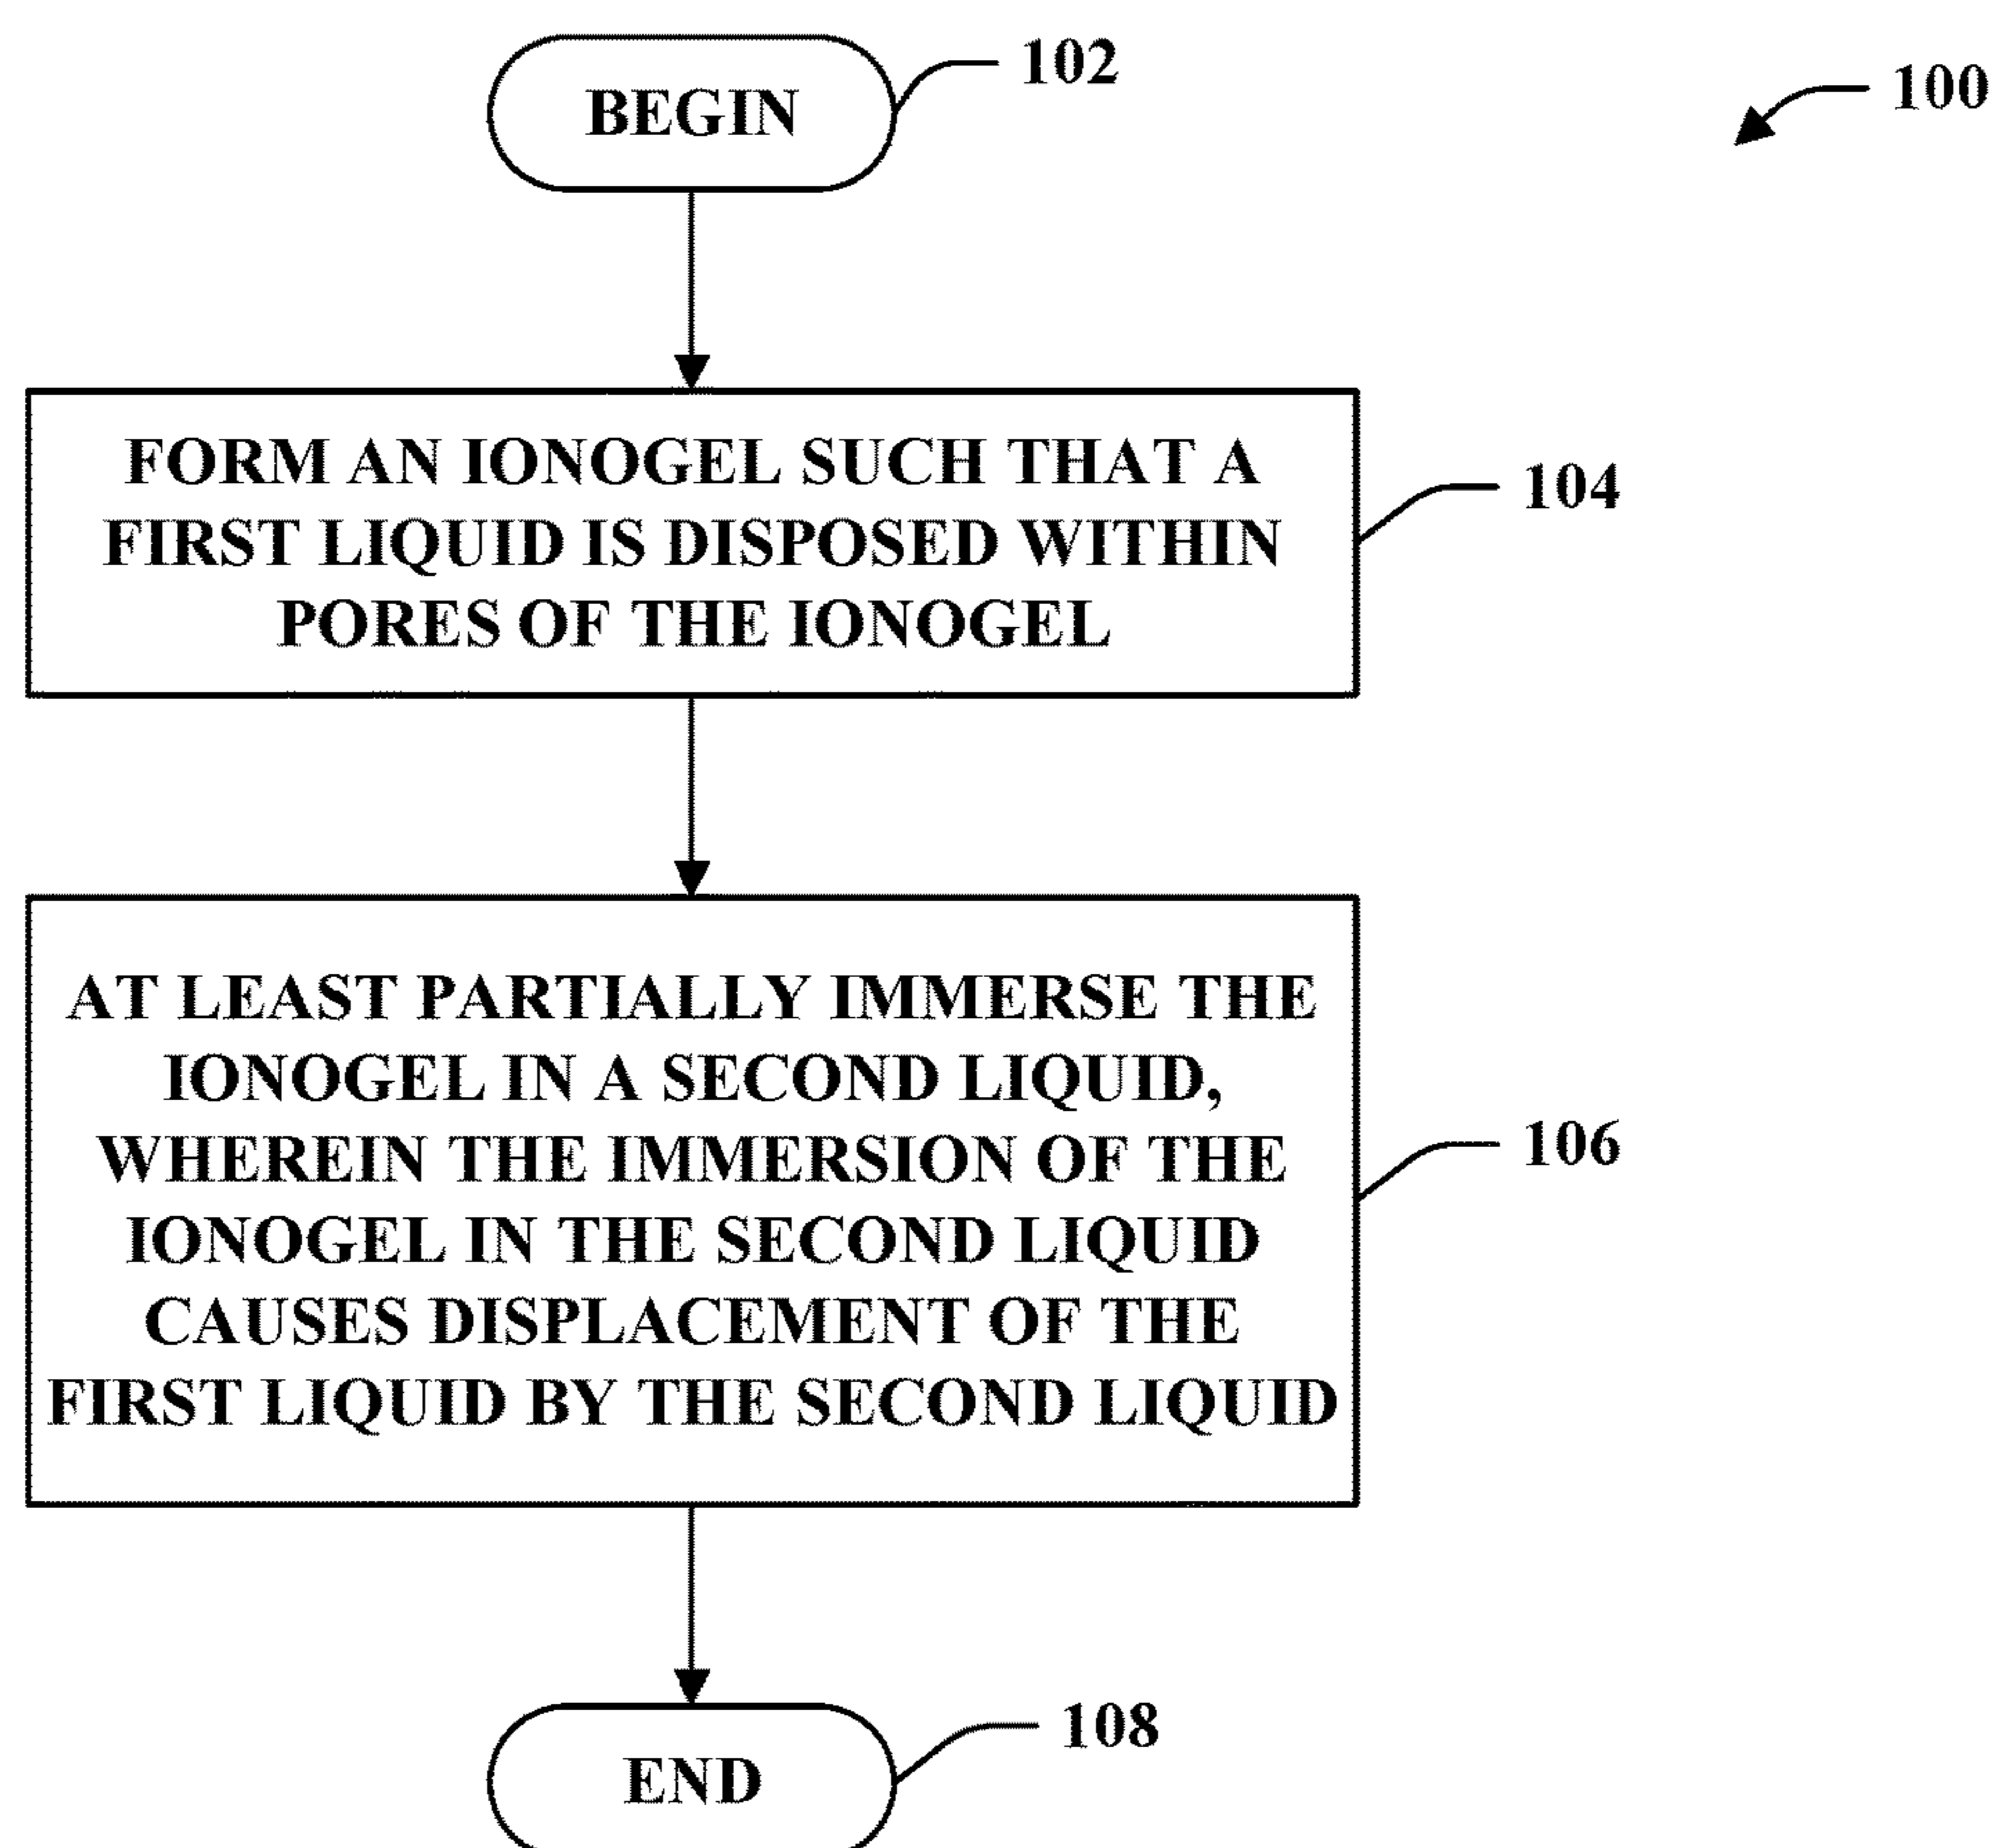 BEGIN
102
100
FORM AN IONOGEL SUCH THAT A
FIRST LIQUID IS DISPOSED WITHIN
PORES OF THE IONOGEL
104
AT LEAST PARTIALLY IMMERSE THE
IONOGEL IN A SECOND LIQUID,
WHEREIN THE IMMERSION OF THE
IONOGEL IN THE SECOND LIQUID
CAUSES DISPLACEMENT OF THE
FIRST LIQUID BY THE SECOND LIQUID
106
END
108